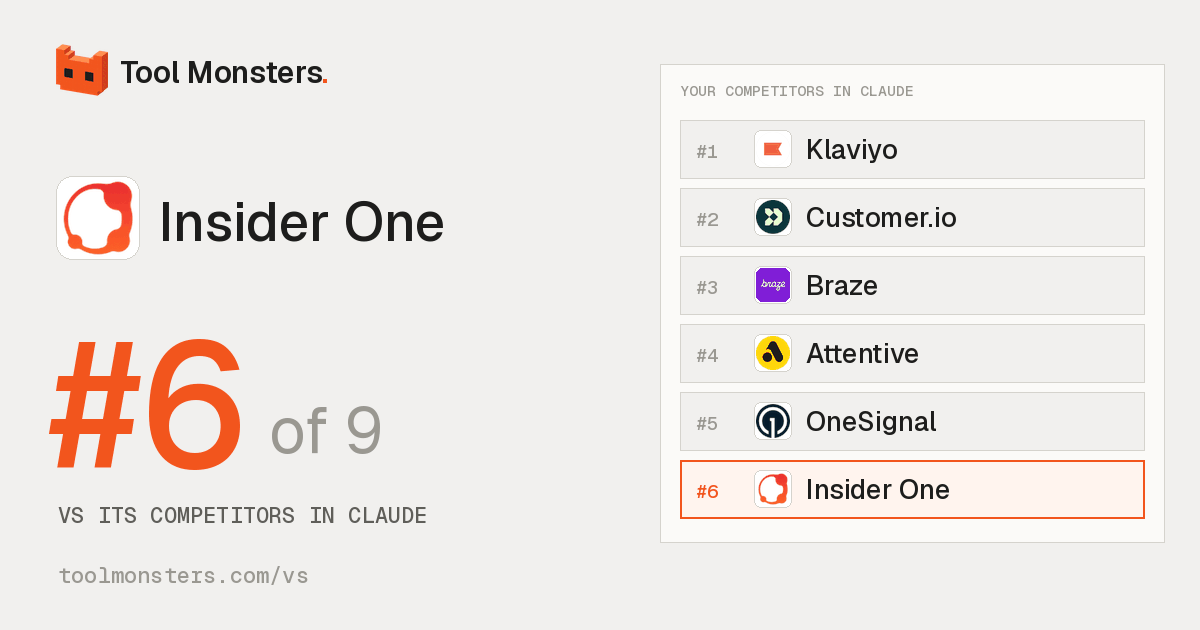 Tool Monsters.
Insider One
#6 of 9
VS ITS COMPETITORS IN CLAUDE
toolmonsters.com/vs
YOUR COMPETITORS IN CLAUDE
#1 Klaviyo
#2 Customer.io
#3 braze Braze
#4 Attentive
#5 OneSignal
#6 Insider One